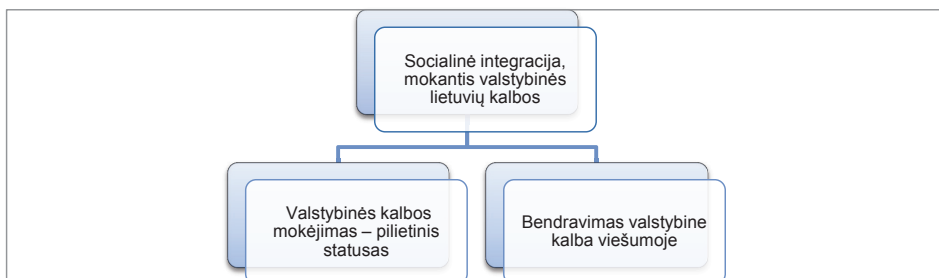 Socialinė integracija,
mokantis valstybinės
lietuvių kalbos
Valstybinės kalbos
mokėjimas – pilietinis
statusas
Bendravimas valstybine
kalba viešumoje